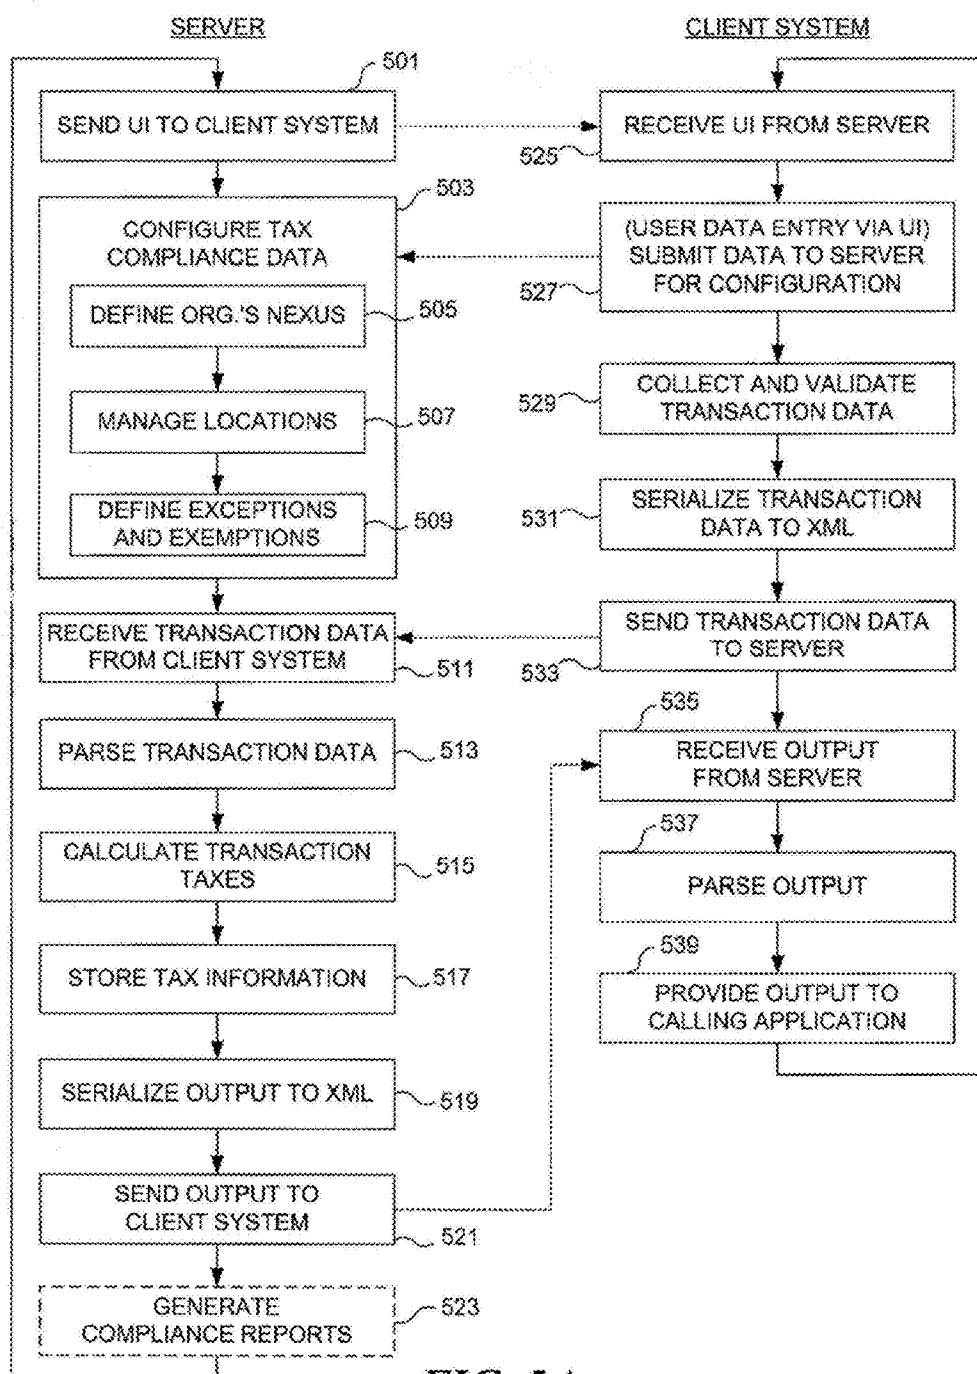 SERVER
501
SEND UI TO CLIENT SYSTEM
503
CONFIGURE TAX
COMPLIANCE DATA
DEFINE ORG.'S NEXUS
505
MANAGE LOCATIONS
507
DEFINE EXCEPTIONS
AND EXEMPTIONS
509
RECEIVE TRANSACTION DATA
FROM CLIENT SYSTEM
511
PARSE TRANSACTION DATA
513
CALCULATE TRANSACTION
TAXES
515
STORE TAX INFORMATION
517
SERIALIZE OUTPUT TO XML
519
SEND OUTPUT TO
CLIENT SYSTEM
521
GENERATE
COMPLIANCE REPORTS
523
CLIENT SYSTEM
RECEIVE UI FROM SERVER
525
(USER DATA ENTRY VIA UI)
SUBMIT DATA TO SERVER
FOR CONFIGURATION
527
COLLECT AND VALIDATE
TRANSACTION DATA
529
SERIALIZE TRANSACTION
DATA TO XML
531
SEND TRANSACTION DATA
TO SERVER
533
535
RECEIVE OUTPUT
FROM SERVER
537
PARSE OUTPUT
539
PROVIDE OUTPUT TO
CALLING APPLICATION